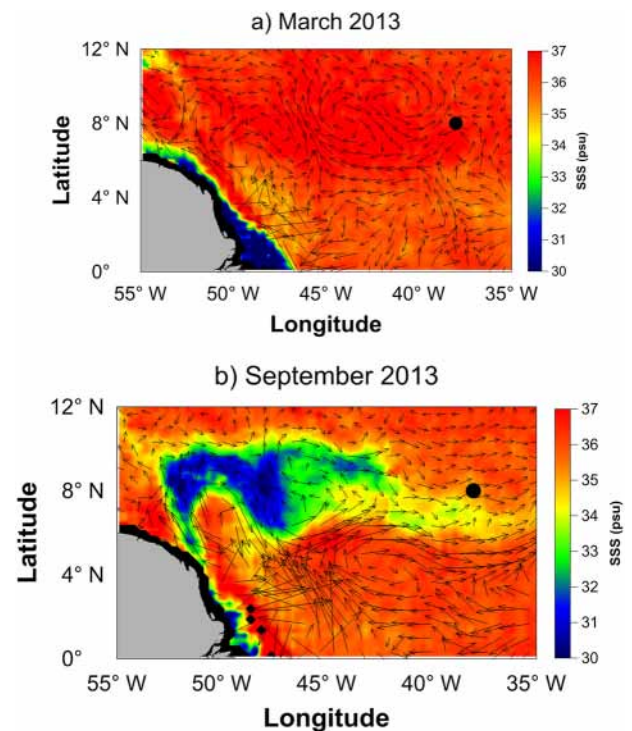 a) March 2013
12° N
8° N
4° N
0°
Latitude
55° W 50° W 45° W 40° W 35° W
Longitude
37
36
35
34
33
32
31
30
SSS (psu)
b) September 2013
12° N
8° N
4° N
0°
Latitude
55° W 50° W 45° W 40° W 35° W
Longitude
37
36
35
34
33
32
31
30
SSS (psu)